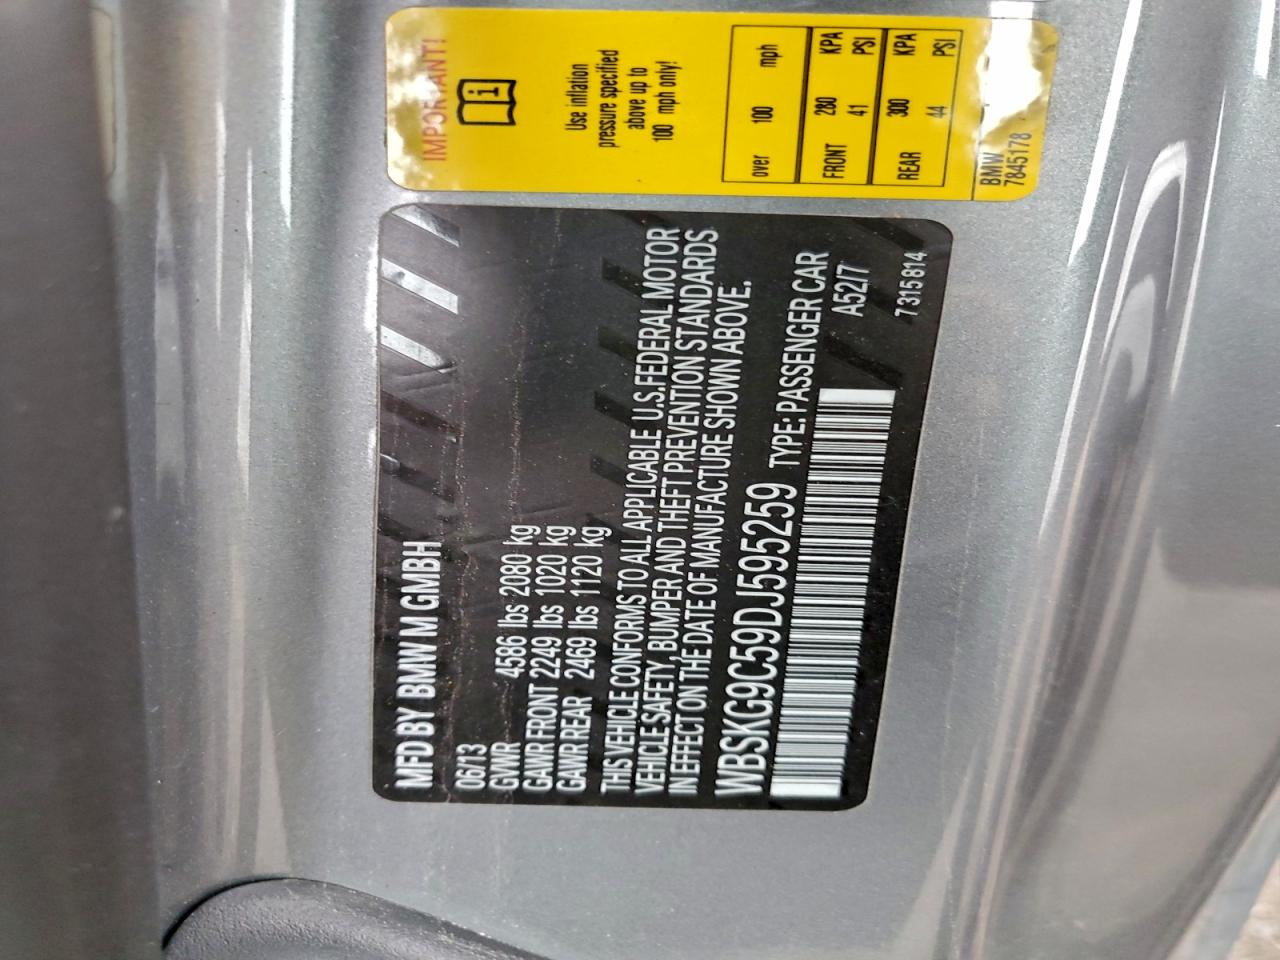 IMPORTANT!
Use inflation
pressure specified
above up to
100 mph only!
over 100 mph
FRONT 280 KPA
41 PSI
REAR 300 KPA
44 PSI
BMW
7845178
MFD BY BMW M GMBH
06/13
GVWR 4586 lbs 2080 kg
GAWR FRONT 2249 lbs 1020 kg
GAWR REAR 2469 lbs 1120 kg
THIS VEHICLE CONFORMS TO ALL APPLICABLE U.S.FEDERAL MOTOR
VEHICLE SAFETY, BUMPER AND THEFT PREVENTION STANDARDS
IN EFFECT ON THE DATE OF MANUFACTURE SHOWN ABOVE.
WBSKG9C59DJ595259 TYPE: PASSENGER CAR
A52/7
7 315 814